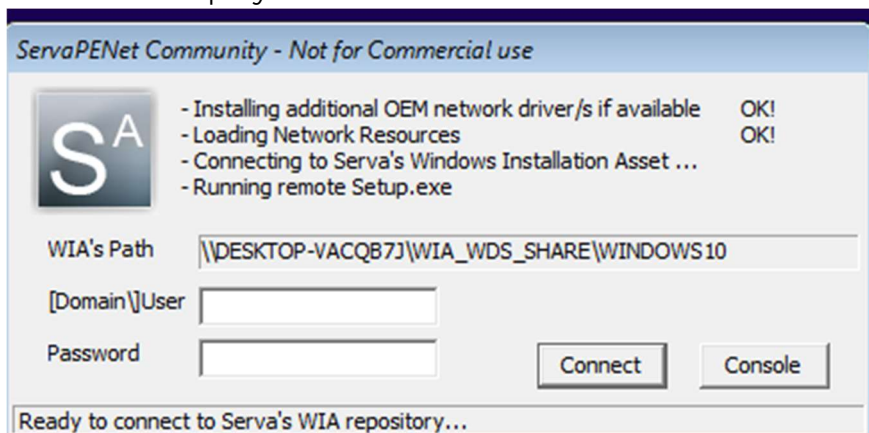 ServaPENet Community - Not for Commercial use
SA
- Installing additional OEM network driver/s if available OK!
- Loading Network Resources OK!
- Connecting to Serva's Windows Installation Asset ...
- Running remote Setup.exe
WIA's Path \\DESKTOP-VACQB7J\WIA_WDS_SHARE\WINDOWS10
[Domain\]User
Password
Connect Console
Ready to connect to Serva's WIA repository...